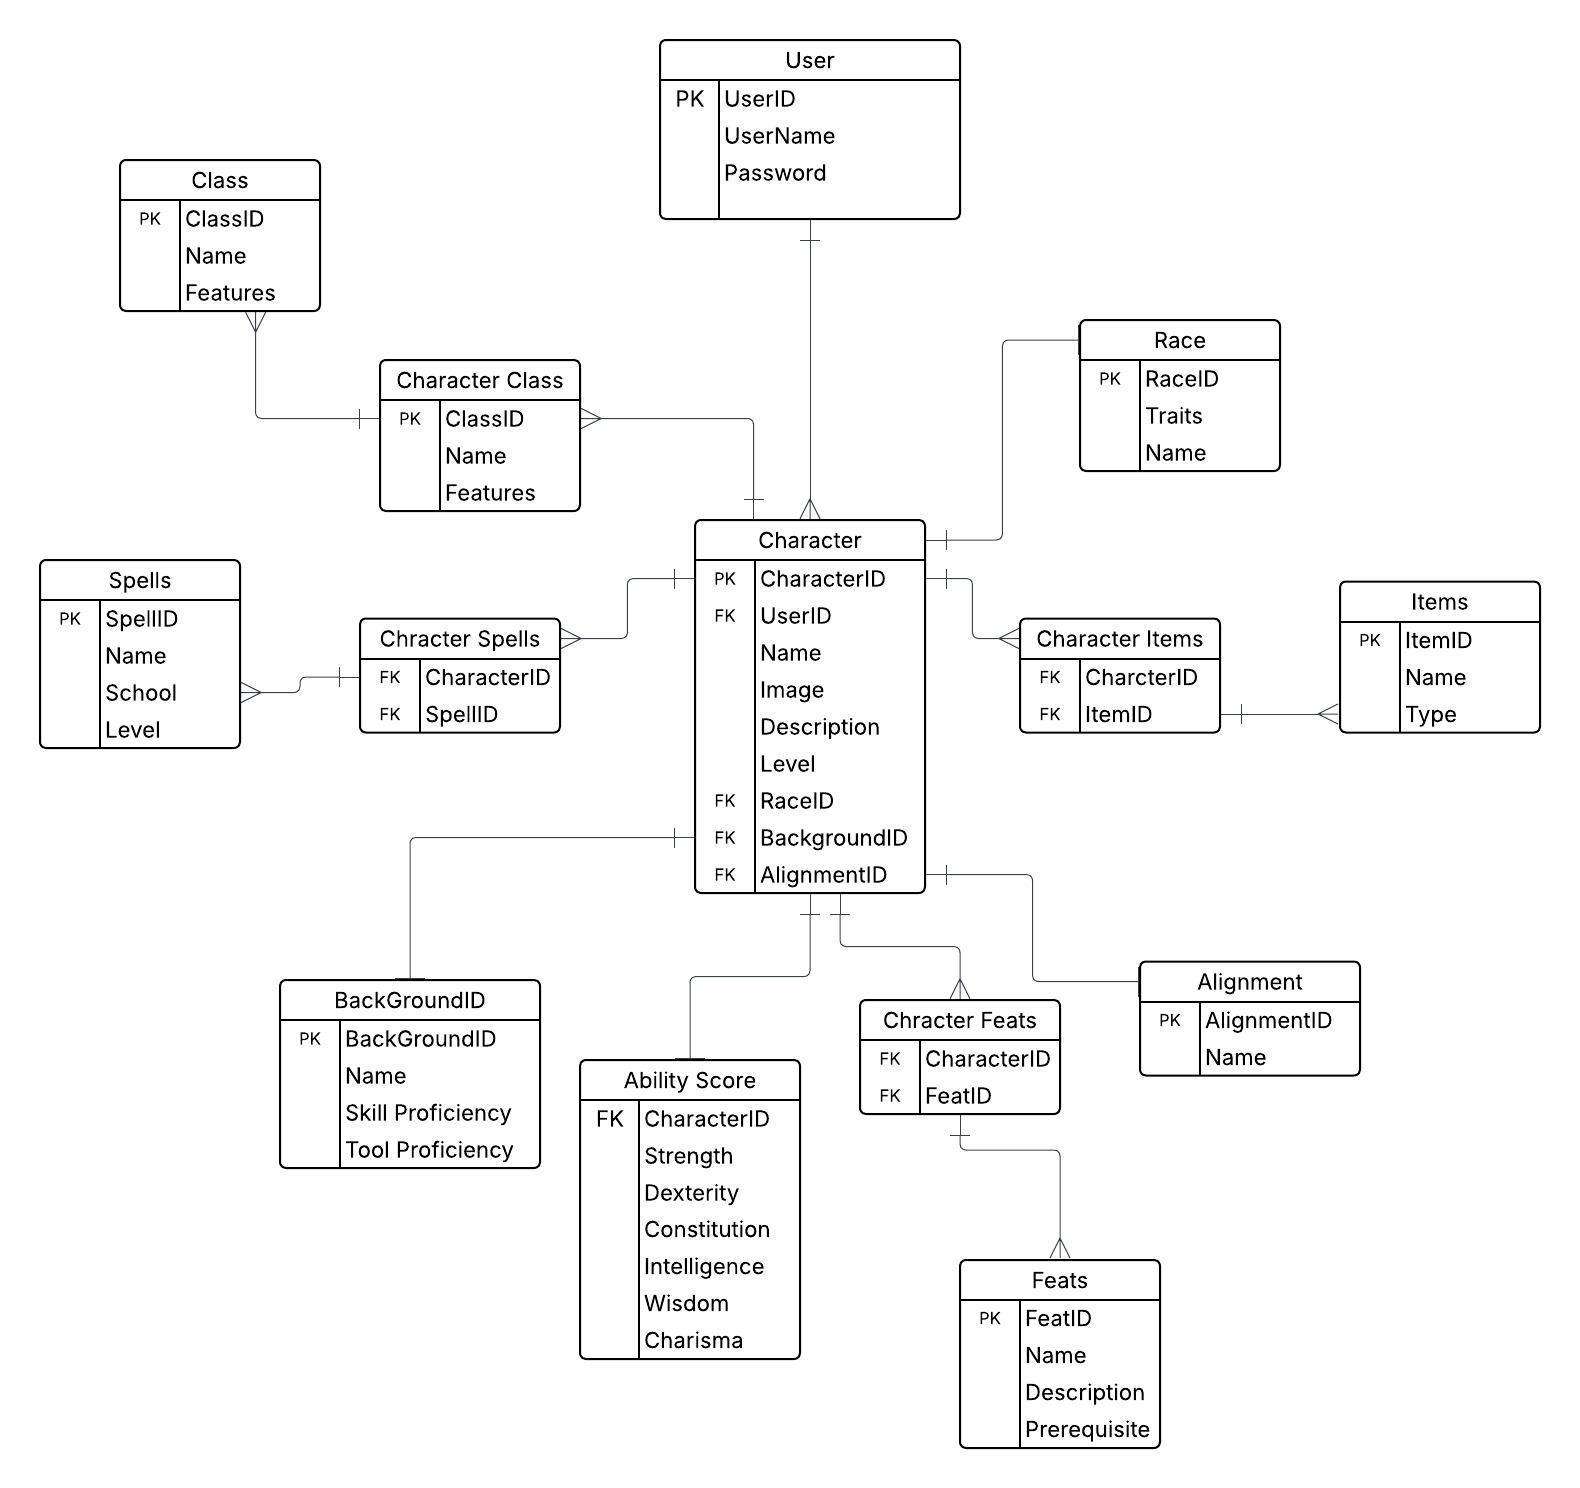 User
PK UserID
UserName
Password
Class
PK ClassID
Name
Features
Race
PK RaceID
Traits
Name
Character Class
PK ClassID
Name
Features
Character
PK CharacterID
FK UserID
Name
Image
Description
Level
FK RaceID
FK BackgroundID
FK AlignmentID
Spells
PK SpellID
Name
School
Level
Chracter Spells
FK CharacterID
FK SpellID
Character Items
FK CharcterID
FK ItemID
Items
PK ItemID
Name
Type
BackGroundID
PK BackGroundID
Name
Skill Proficiency
Tool Proficiency
Ability Score
FK CharacterID
Strength
Dexterity
Constitution
Intelligence
Wisdom
Charisma
Chracter Feats
FK CharacterID
FK FeatID
Alignment
PK AlignmentID
Name
Feats
PK FeatID
Name
Description
Prerequisite